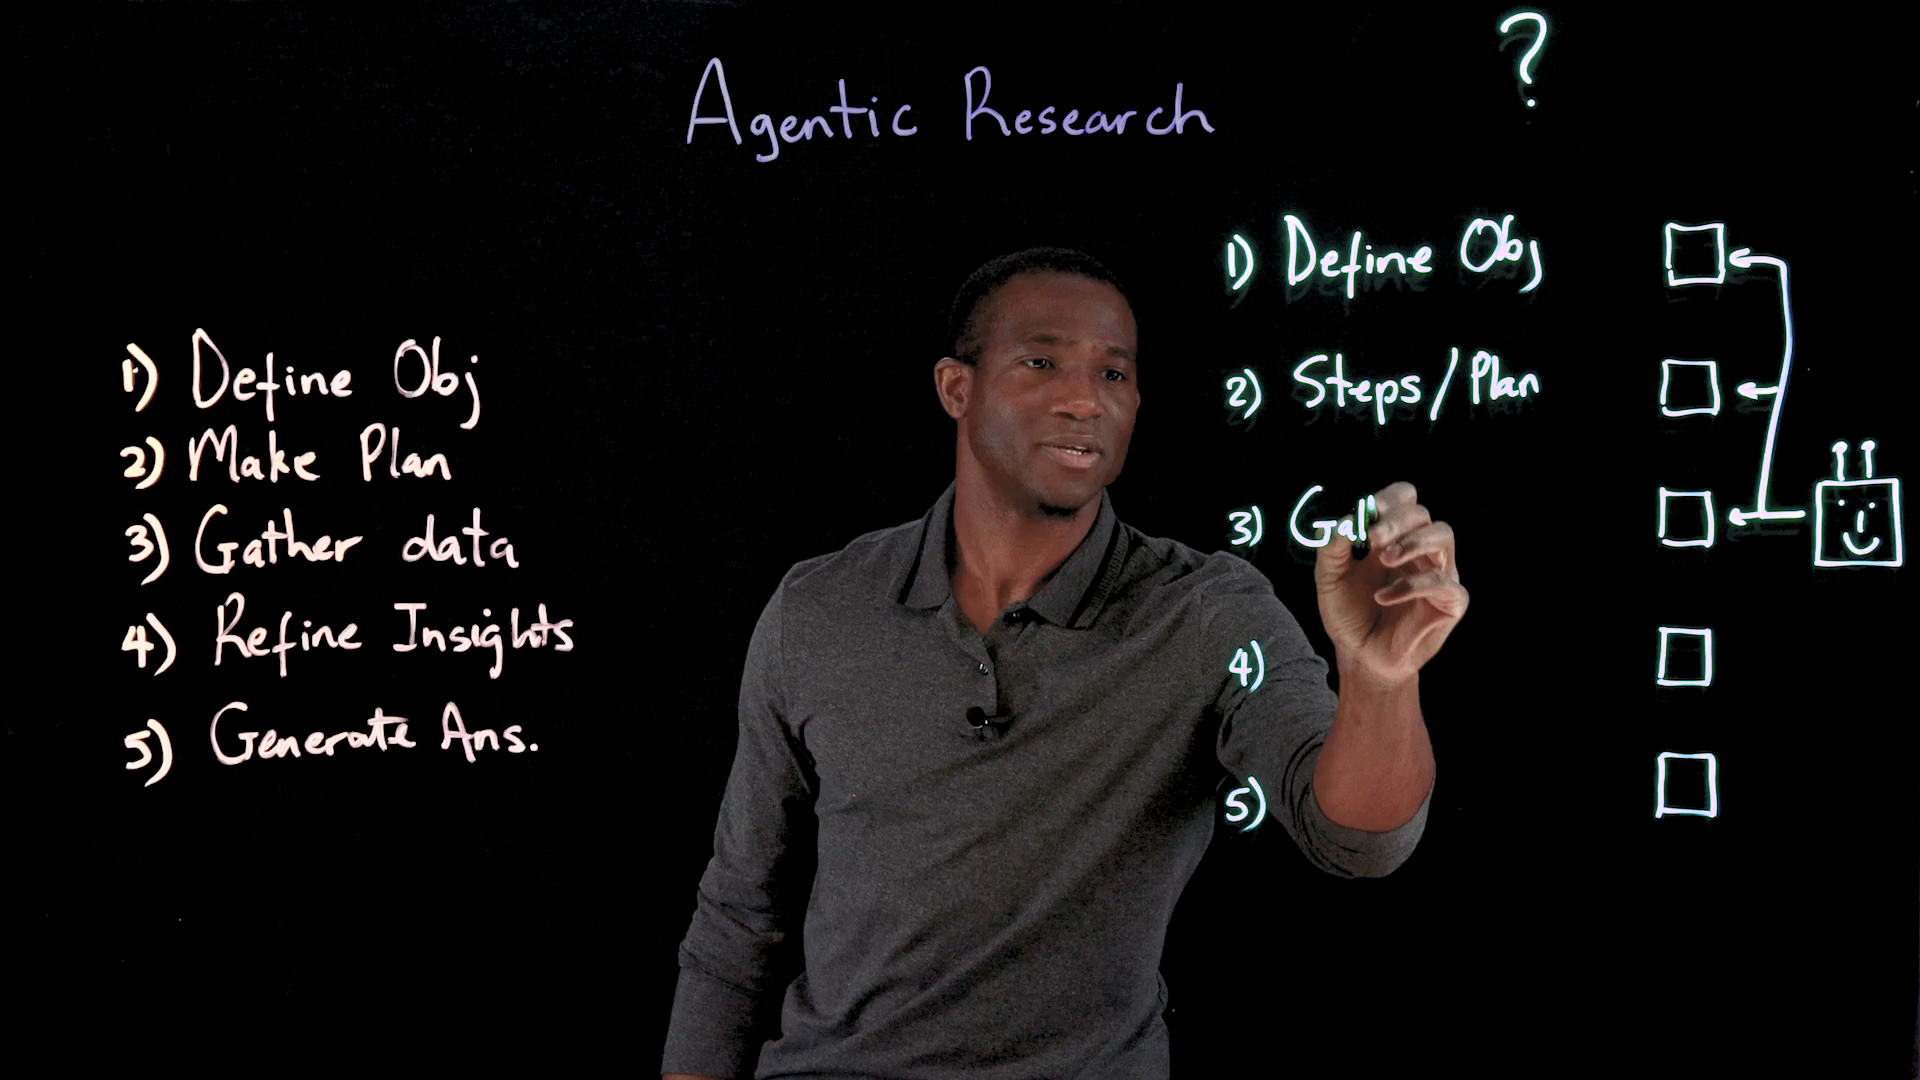 Agentic Research
?
1) Define Obj
2) Make Plan
3) Gather data
4) Refine Insights
5) Generate Ans.
1) Define Obj
2) Steps/Plan
3)
4)
5)